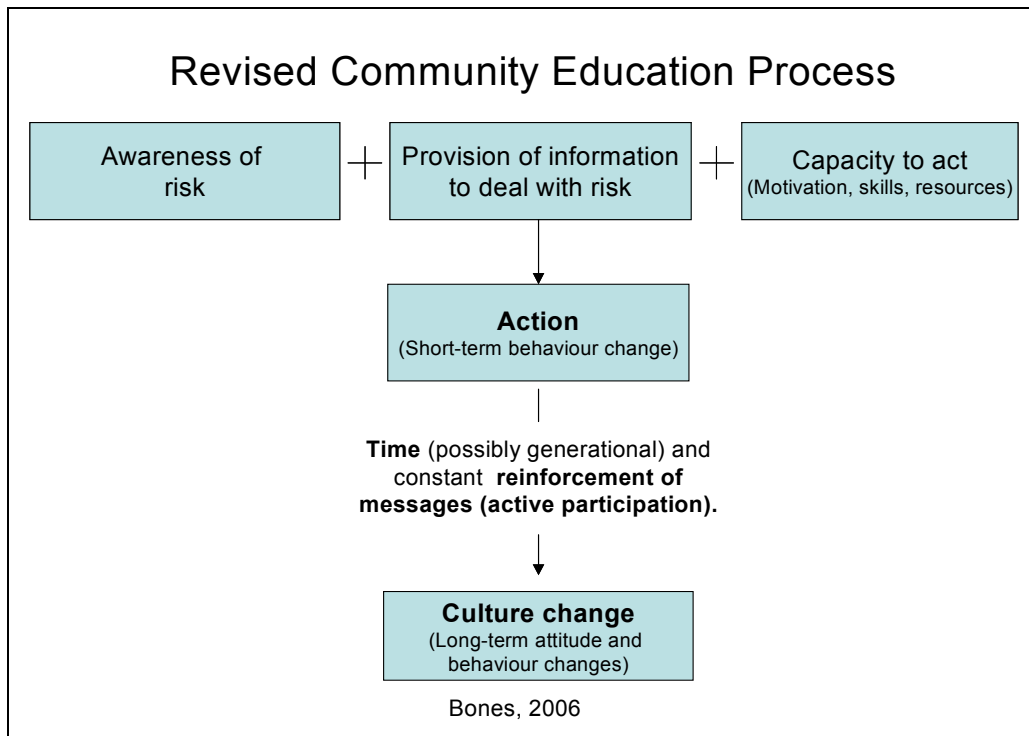 Revised Community Education Process
Awareness of
risk
+
Provision of information
to deal with risk
+
Capacity to act
(Motivation, skills, resources)
Action
(Short-term behaviour change)
Time (possibly generational) and
constant reinforcement of
messages (active participation).
Culture change
(Long-term attitude and
behaviour changes)
Bones, 2006